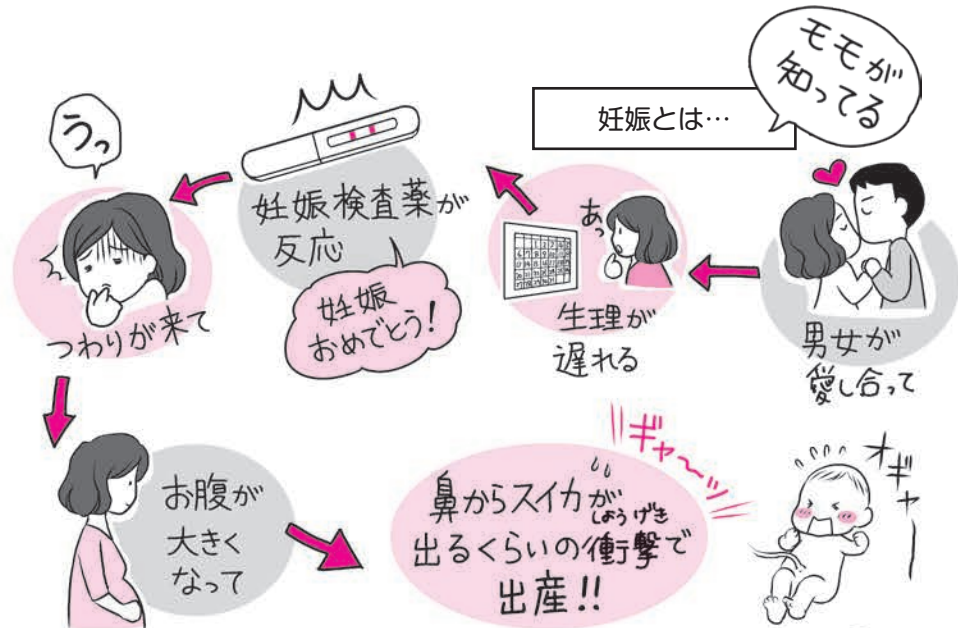 モモが
知ってる
妊娠とは…
男女が
愛し合って
あっ
生理が
遅れる
妊娠検査薬が
反応
妊娠
おめでとう!
うっ
つわりが来て
お腹が
大きく
なって
鼻からスイカが
しょうげき
出るくらいの衝撃で
出産!!
ギャ〜ッ
オギャー